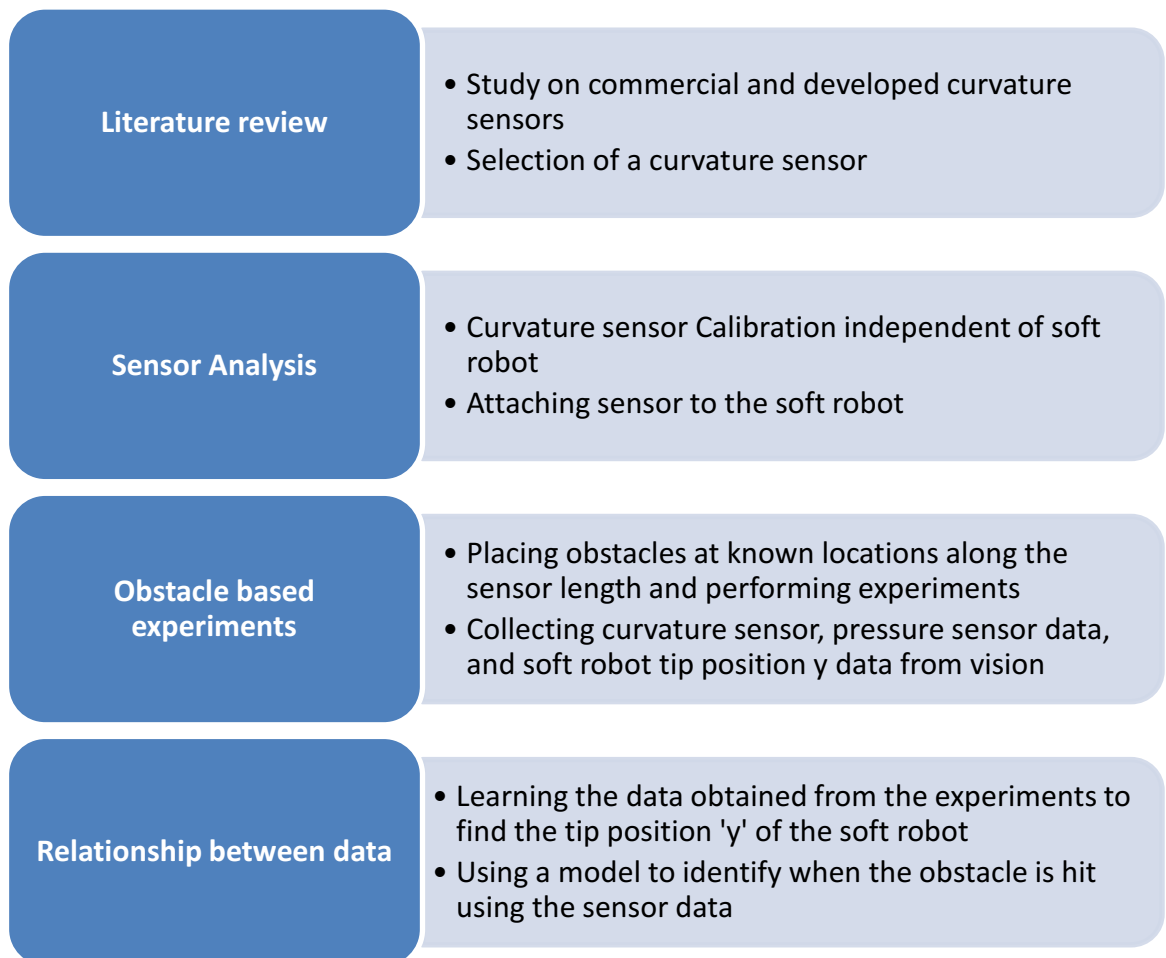 Literature review
• Study on commercial and developed curvature
sensors
• Selection of a curvature sensor
Sensor Analysis
• Curvature sensor Calibration independent of soft
robot
• Attaching sensor to the soft robot
Obstacle based
experiments
• Placing obstacles at known locations along the
sensor length and performing experiments
• Collecting curvature sensor, pressure sensor data,
and soft robot tip position y data from vision
Relationship between data
• Learning the data obtained from the experiments to
find the tip position 'y' of the soft robot
• Using a model to identify when the obstacle is hit
using the sensor data